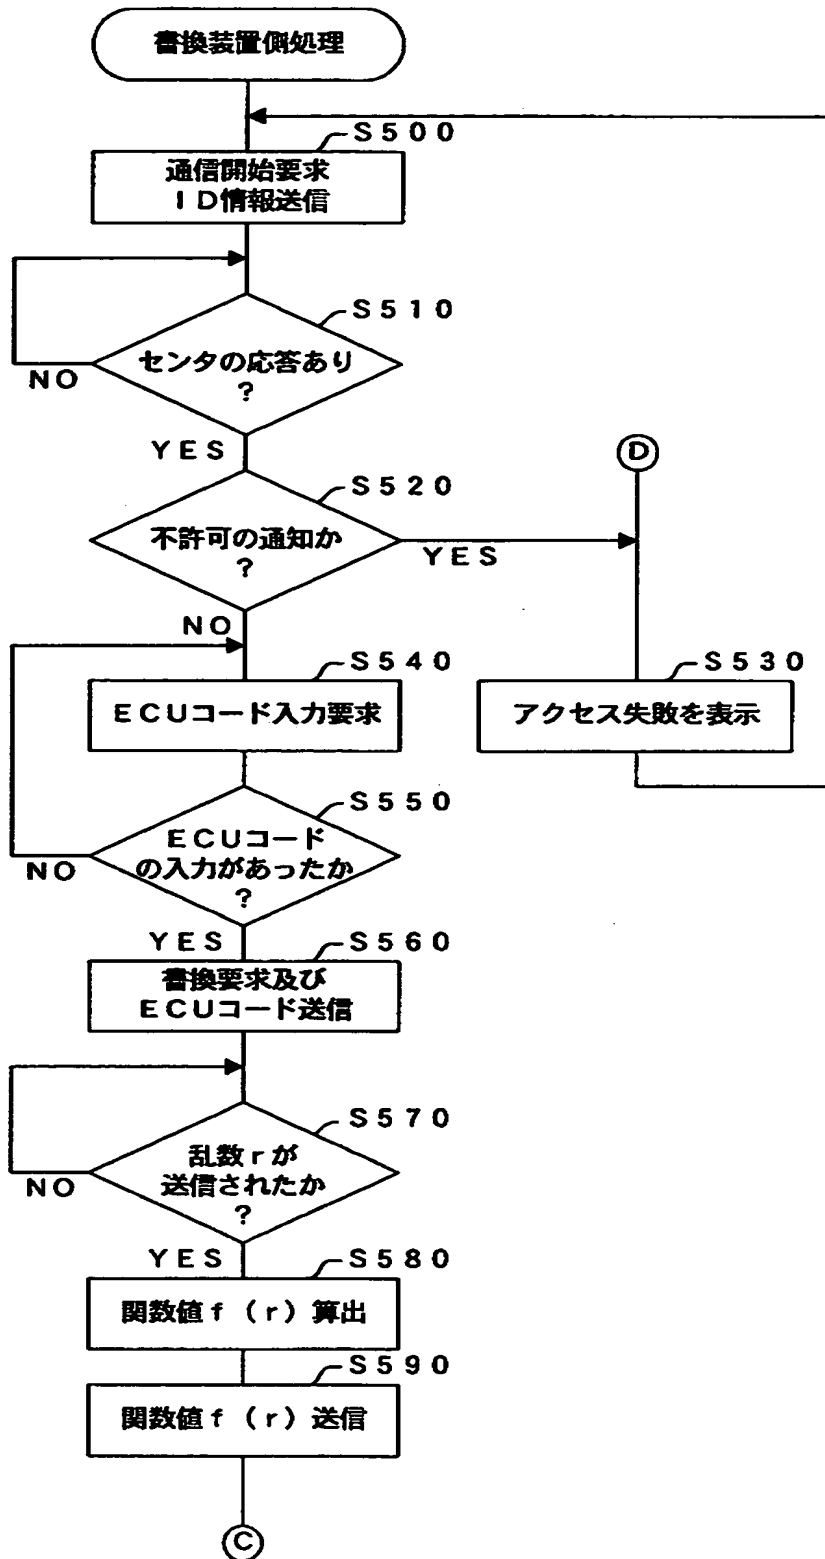 書換装置側処理
S500
通信開始要求
ID情報送信
S510
センタの応答あり
?
NO
YES
D
S520
不許可の通知か
?
YES
NO
S540
ECUコード入力要求
S530
アクセス失敗を表示
S550
ECUコード
の入力があったか
?
NO
YES
S560
書換要求及び
ECUコード送信
S570
乱数rが
送信されたか
?
NO
YES
S580
関数値f(r)算出
S590
関数値f(r)送信
C